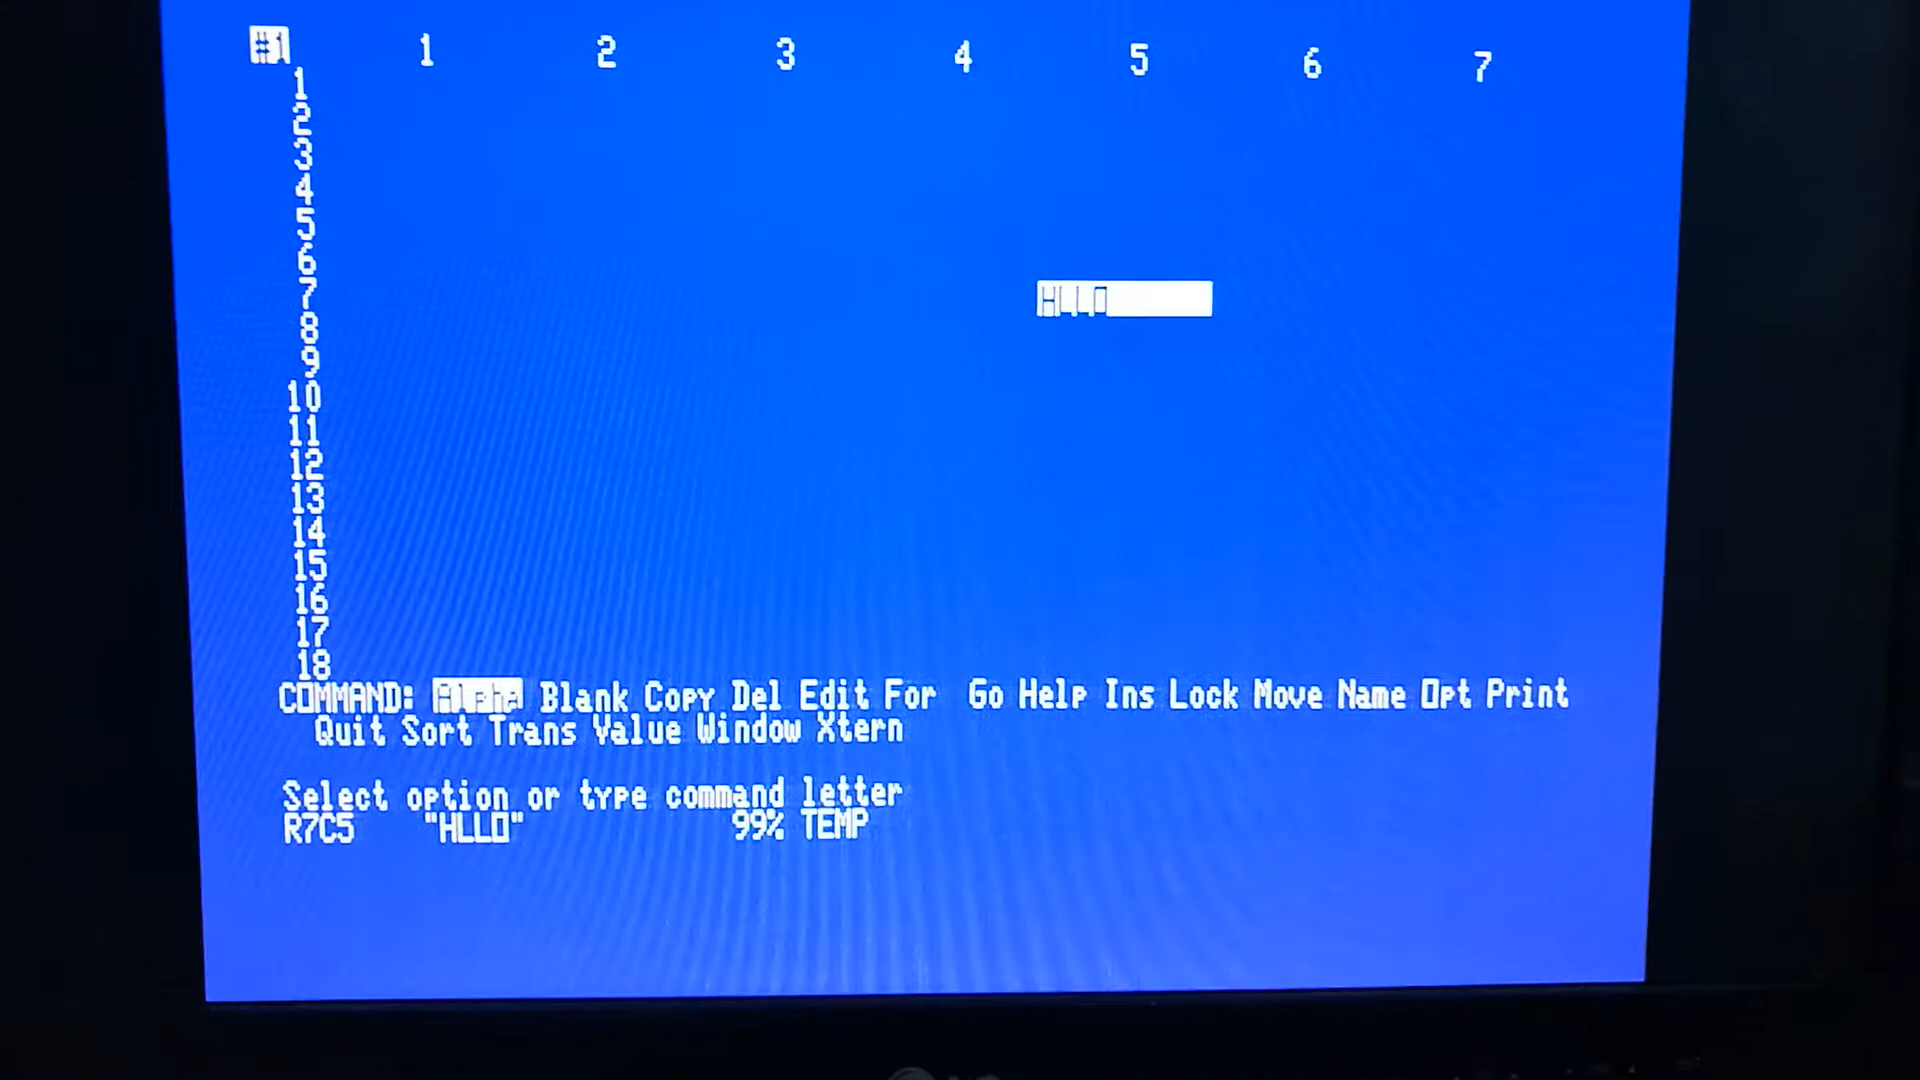 #1 1 2 3 4 5 6 7
1
2
3
4
5
6
7 HLLO
8
9
10
11
12
13
14
15
16
17
18
COMMAND: Alpha Blank Copy Del Edit For Go Help Ins Lock Move Name Opt Print
Quit Sort Trans Value Window Xtern
Select option or type command letter
R7C5 "HLLO" 99% TEMP